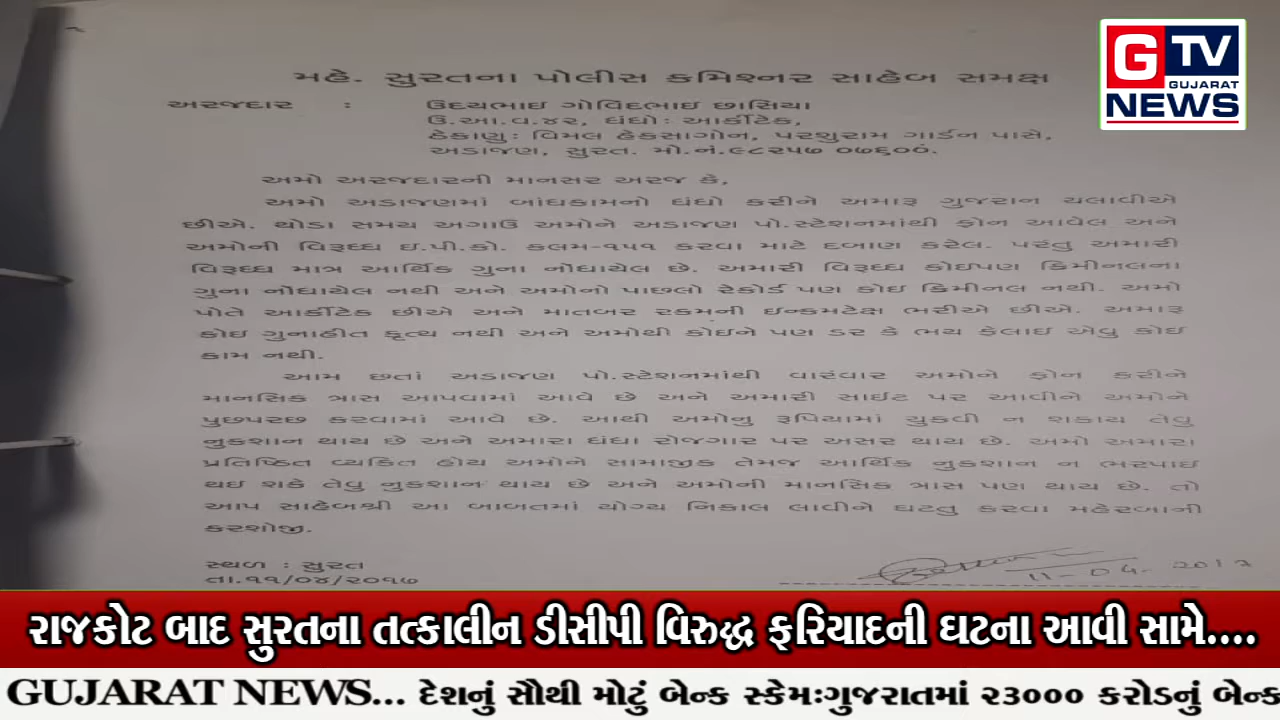 GTV
GUJARAT
NEWS
મહે. સુરતના પોલીસ કમિશ્નર સાહેબ સમક્ષ
અરજદાર : ઉદયભાઇ ગોવિંદભાઇ છાસિયા
ઉ.વ.આ.૪૨, ધંધોઃ આર્કીટેક,
ઠેકાણુઃ વિમલ હેક્સાગોન, પરશુરામ ગાર્ડન પાસે,
અડાજણ, સુરત. મો.નં.૯૮૨૫૭ ૦૭૬૦૦.
અમો અરજદારની માનસર અરજ કે,
અમો અડાજણમાં બાંધકામનો ધંધો કરીને અમારૂ ગુજરાન ચલાવીએ
છીએ. થોડા સમય અગાઉ અમોને અડાજણ પો.સ્ટેશનમાંથી ફોન આવેલ અને
અમોની વિરૂધ્ધ ઇ.પી.કો. કલમ-૧૫૧ કરવા માટે દબાણ કરેલ. પરંતુ અમારી
વિરૂધ્ધ માત્ર આર્થિક ગુના નોંધાયેલ છે. અમારી વિરૂધ્ધ કોઇપણ ક્રિમીનલના
ગુના નોંધાયેલ નથી અને અમોનો પાછલો રેકોર્ડ પણ કોઇ ક્રિમીનલ નથી. અમો
પોતે આર્કીટેક છીએ અને માતબર રકમની ઇન્કમટેક્ષ ભરીએ છીએ. અમારૂ
કોઇ ગુનાહીત કૃત્ય નથી અને અમોથી કોઇને પણ ડર કે ભય ફેલાઇ એવુ કોઇ
કામ નથી.
આમ છતાં અડાજણ પો.સ્ટેશનમાંથી વારંવાર અમોને ફોન કરીને
માનસિક ત્રાસ આપવામાં આવે છે અને અમારી સાઈટ પર આવીને અમોને
પુછપરછ કરવામાં આવે છે. આથી અમોનુ રૂપિયામાં ચુકવી ન શકાય તેવુ
નુકશાન થાય છે અને અમારા ધંધા રોજગાર પર અસર થાય છે. અમો અમારા
પ્રતિષ્ઠિત વ્યકિત હોય અમોને સામાજીક તેમજ આર્થિક નુકશાન ન ભરપાઇ
થઇ શકે તેવુ નુકશાન થાય છે અને અમોની માનસિક ત્રાસ પણ થાય છે. તો
આપ સાહેબશ્રી આ બાબતમાં યોગ્ય નિકાલ લાવીને ઘટતુ કરવા મહેરબાની
કરશોજી.
સ્થળ : સુરત
તા.૧૧/૦૪/૨૦૧૭
11-04-2017
રાજકોટ બાદ સુરતના તત્કાલીન ડીસીપી વિરુદ્ધ ફરિયાદની ઘટના આવી સામે....
GUJARAT NEWS... દેશનું સૌથી મોટું બેન્ક સ્કેમઃગુજરાતમાં ૨૩૦૦૦ કરોડનું બેન્ક